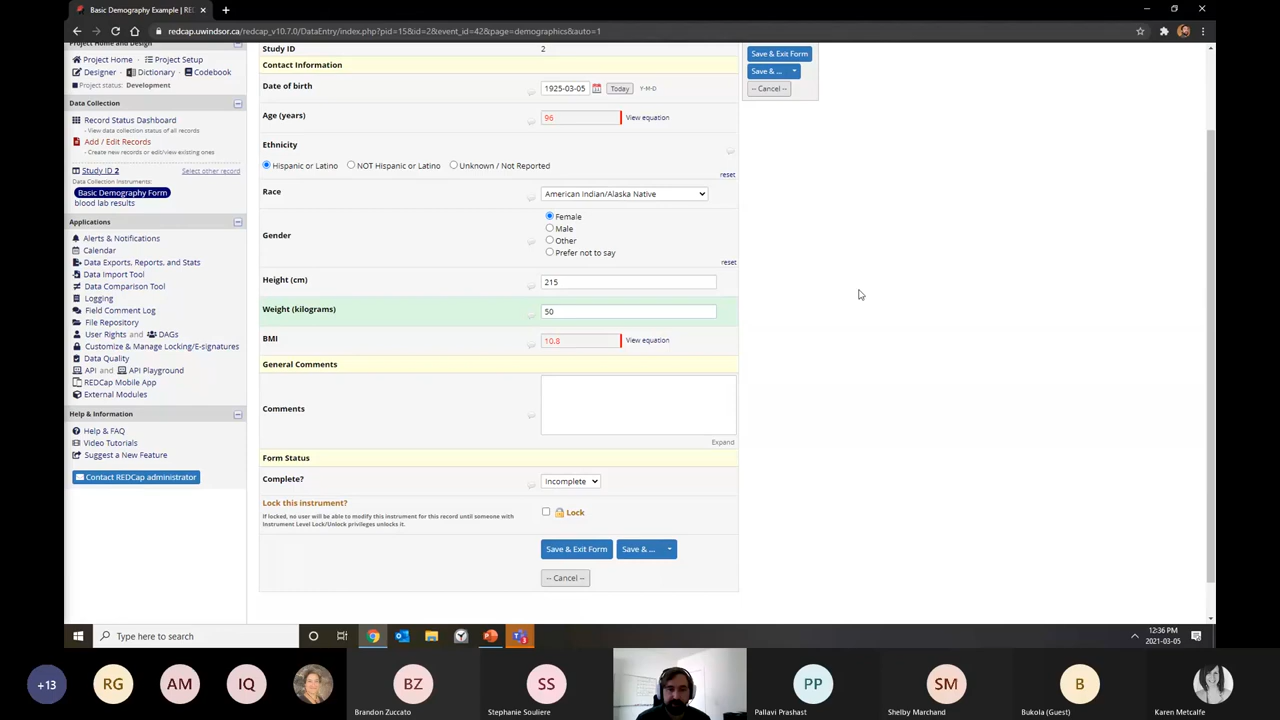 Basic Demography Example | RE
redcap.uwindsor.ca/redcap_v10.7.0/DataEntry/index.php?pid=15&id=2&event_id=42&page=demographics&auto=1
Project Home and Design
Project Home Project Setup
Designer Dictionary Codebook
Project status: Development
Data Collection
Record Status Dashboard
- View data collection status of all records
Add / Edit Records
- Create new records or edit/view existing ones
Study ID 2 Select other record
Data Collection Instruments:
Basic Demography Form
blood lab results
Applications
Alerts & Notifications
Calendar
Data Exports, Reports, and Stats
Data Import Tool
Data Comparison Tool
Logging
Field Comment Log
File Repository
User Rights and DAGs
Customize & Manage Locking/E-signatures
Data Quality
API and API Playground
REDCap Mobile App
External Modules
Help & Information
Help & FAQ
Video Tutorials
Suggest a New Feature
Contact REDCap administrator
Study ID 2
Contact Information
Date of birth 1925-03-05 Today Y-M-D
Age (years) 96 View equation
Ethnicity
Hispanic or Latino NOT Hispanic or Latino Unknown / Not Reported
reset
Race American Indian/Alaska Native
Gender
Female
Male
Other
Prefer not to say
reset
Height (cm) 215
Weight (kilograms) 50
BMI 10.8 View equation
General Comments
Comments
Expand
Form Status
Complete? Incomplete
Lock this instrument?
If locked, no user will be able to modify this instrument for this record until someone with
Instrument Level Lock/Unlock privileges unlocks it.
Lock
Save & Exit Form Save & ...
-- Cancel --
Save & Exit Form
Save & ...
-- Cancel --
Type here to search
12:36 PM
2021-03-05
+13
RG
AM
IQ
BZ
Brandon Zuccato
SS
Stephanie Souliere
PP
Pallavi Prashast
SM
Shelby Marchand
B
Bukola (Guest)
Karen Metcalfe